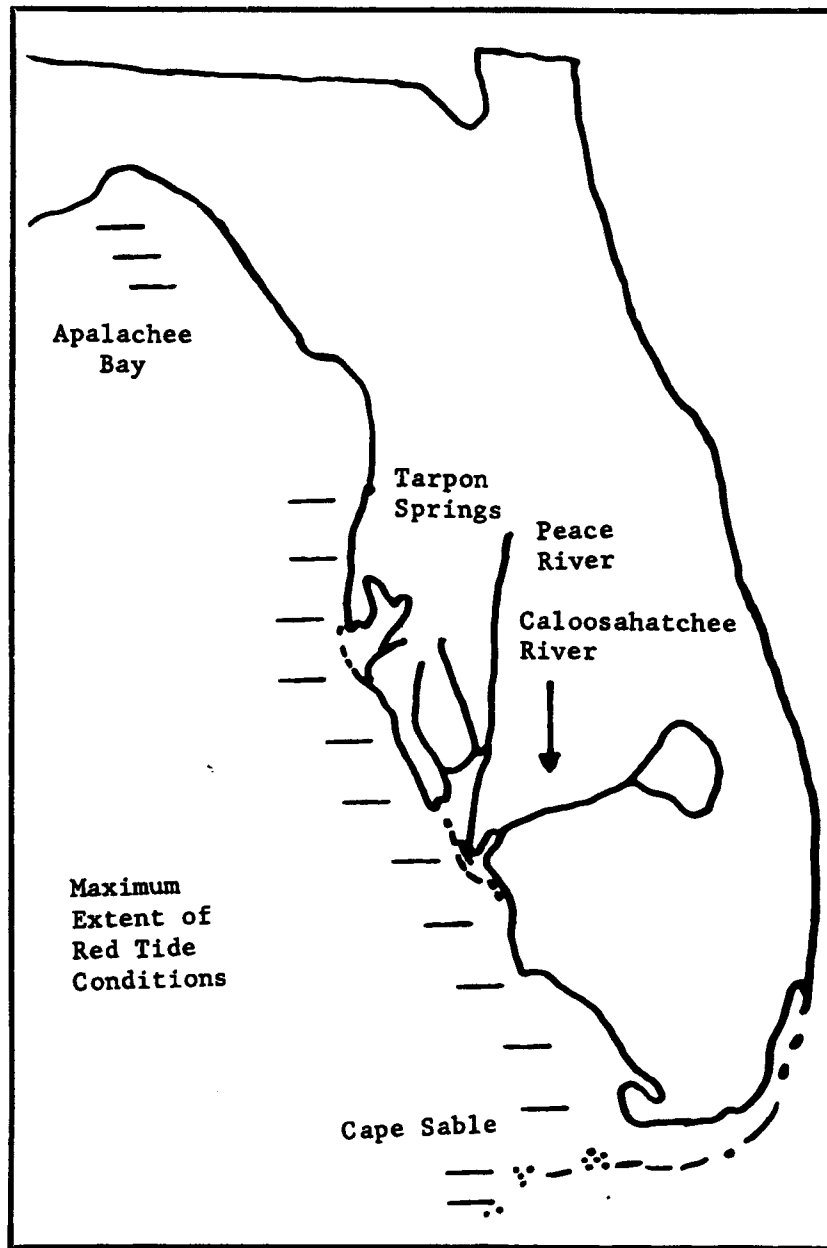 Apalachee
Bay
Tarpon
Springs
Peace
River
Caloosahatchee
River
Maximum
Extent of
Red Tide
Conditions
Cape Sable